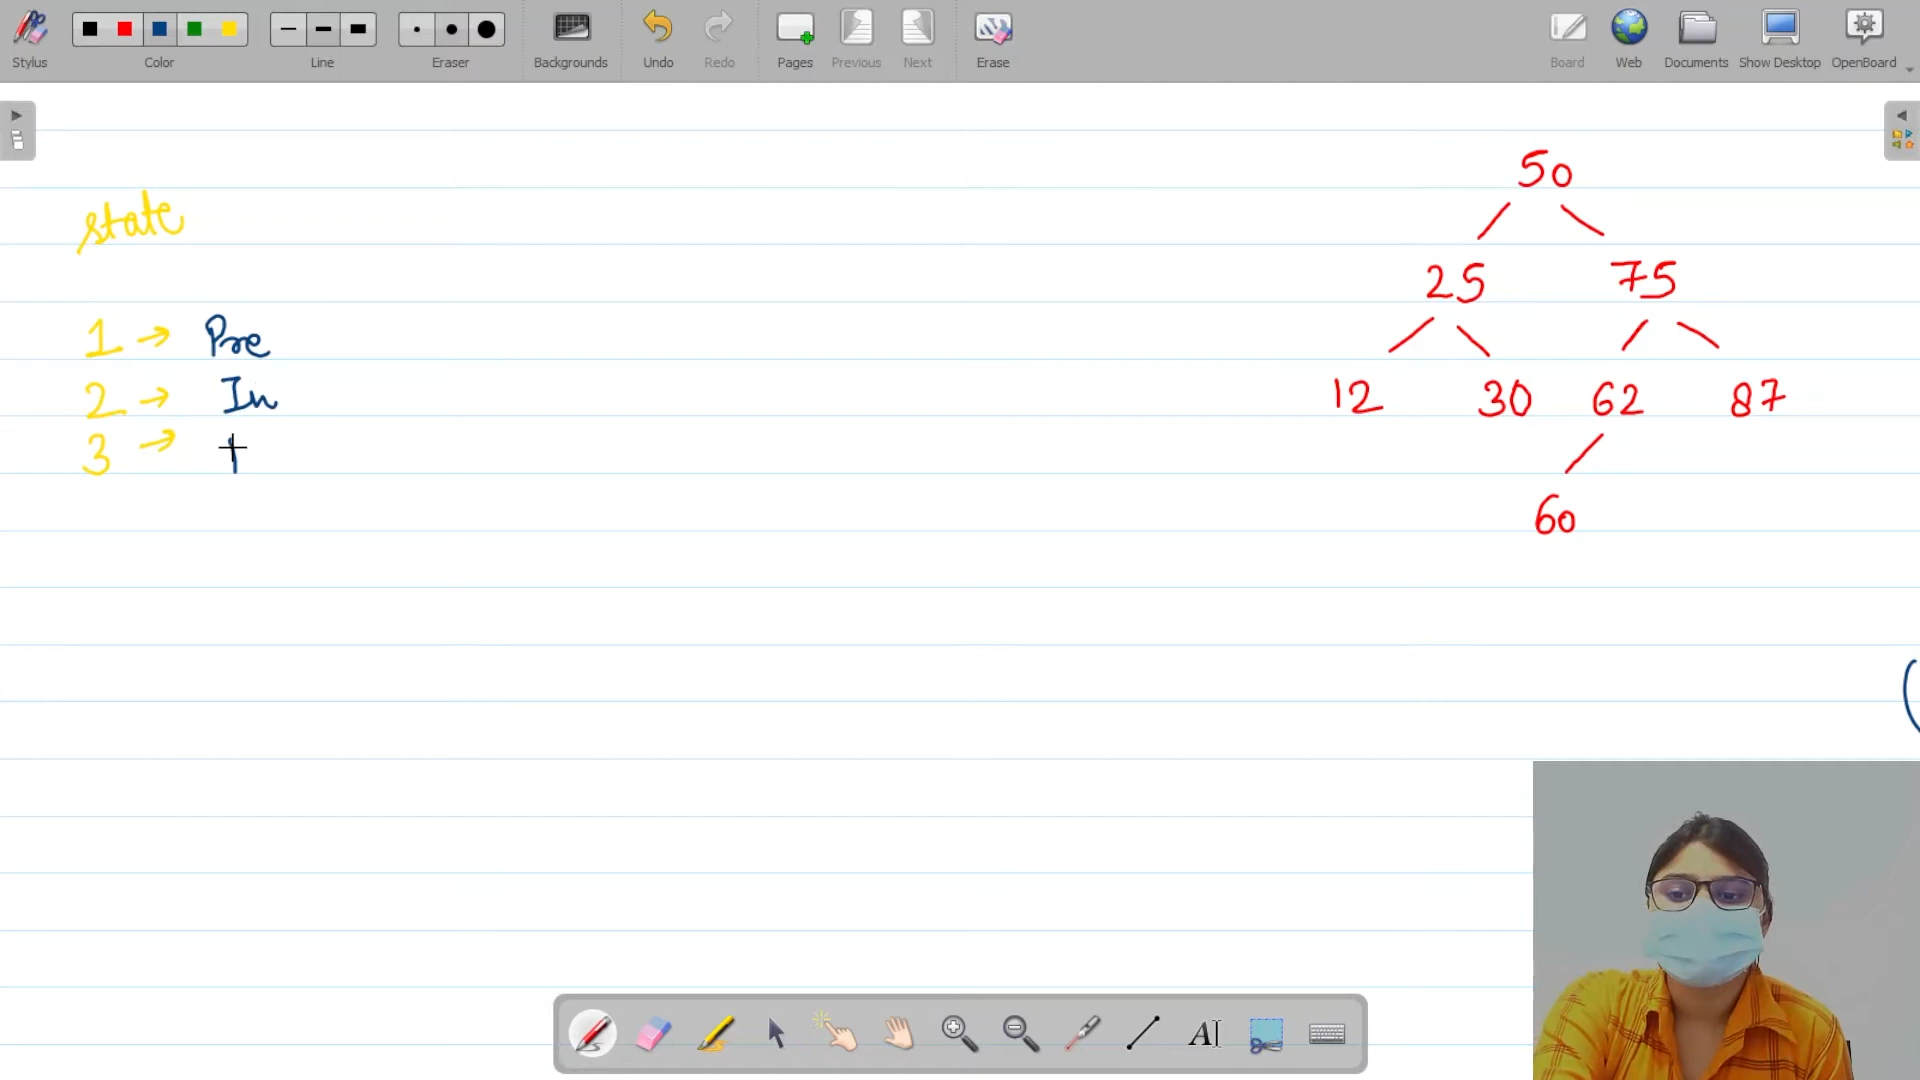 Stylus
Color
Line
Eraser
Backgrounds
Undo
Redo
Pages
Previous
Next
Erase
Board
Web
Documents
Show Desktop
OpenBoard
state
1 → Pre
2 → In
3 →
50
25 75
12 30 62 87
60
A